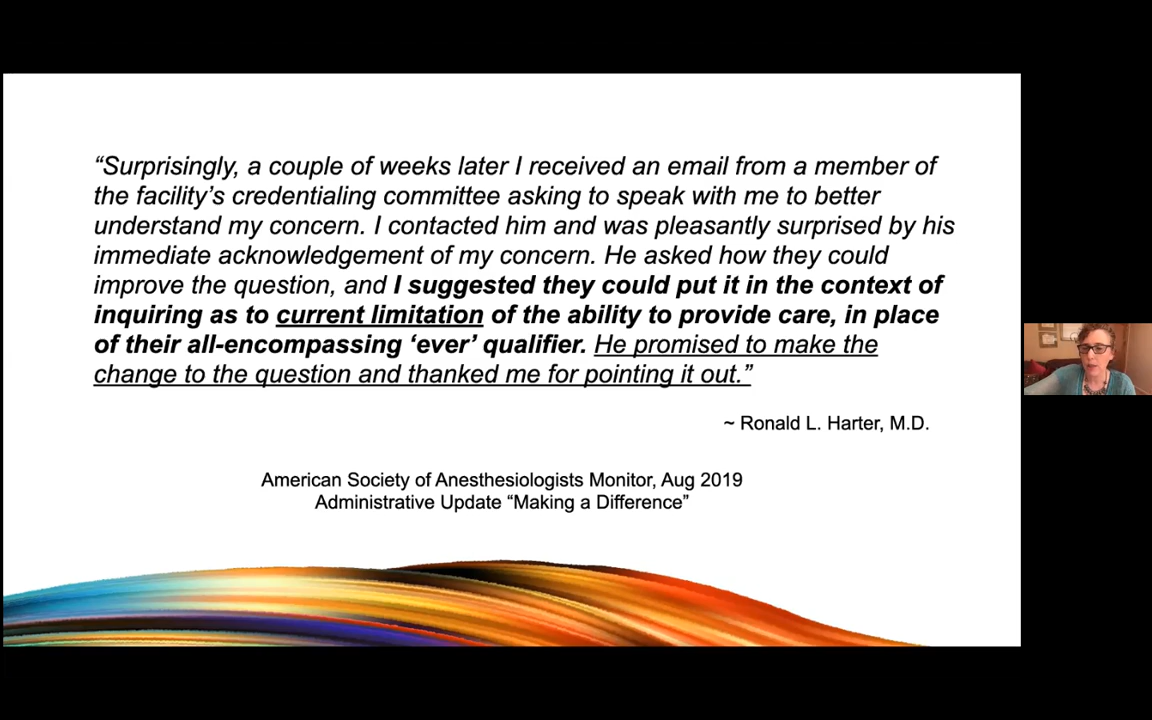 “Surprisingly, a couple of weeks later I received an email from a member of
the facility’s credentialing committee asking to speak with me to better
understand my concern. I contacted him and was pleasantly surprised by his
immediate acknowledgement of my concern. He asked how they could
improve the question, and I suggested they could put it in the context of
inquiring as to current limitation of the ability to provide care, in place
of their all-encompassing ‘ever’ qualifier. He promised to make the
change to the question and thanked me for pointing it out.”
~ Ronald L. Harter, M.D.
American Society of Anesthesiologists Monitor, Aug 2019
Administrative Update “Making a Difference”